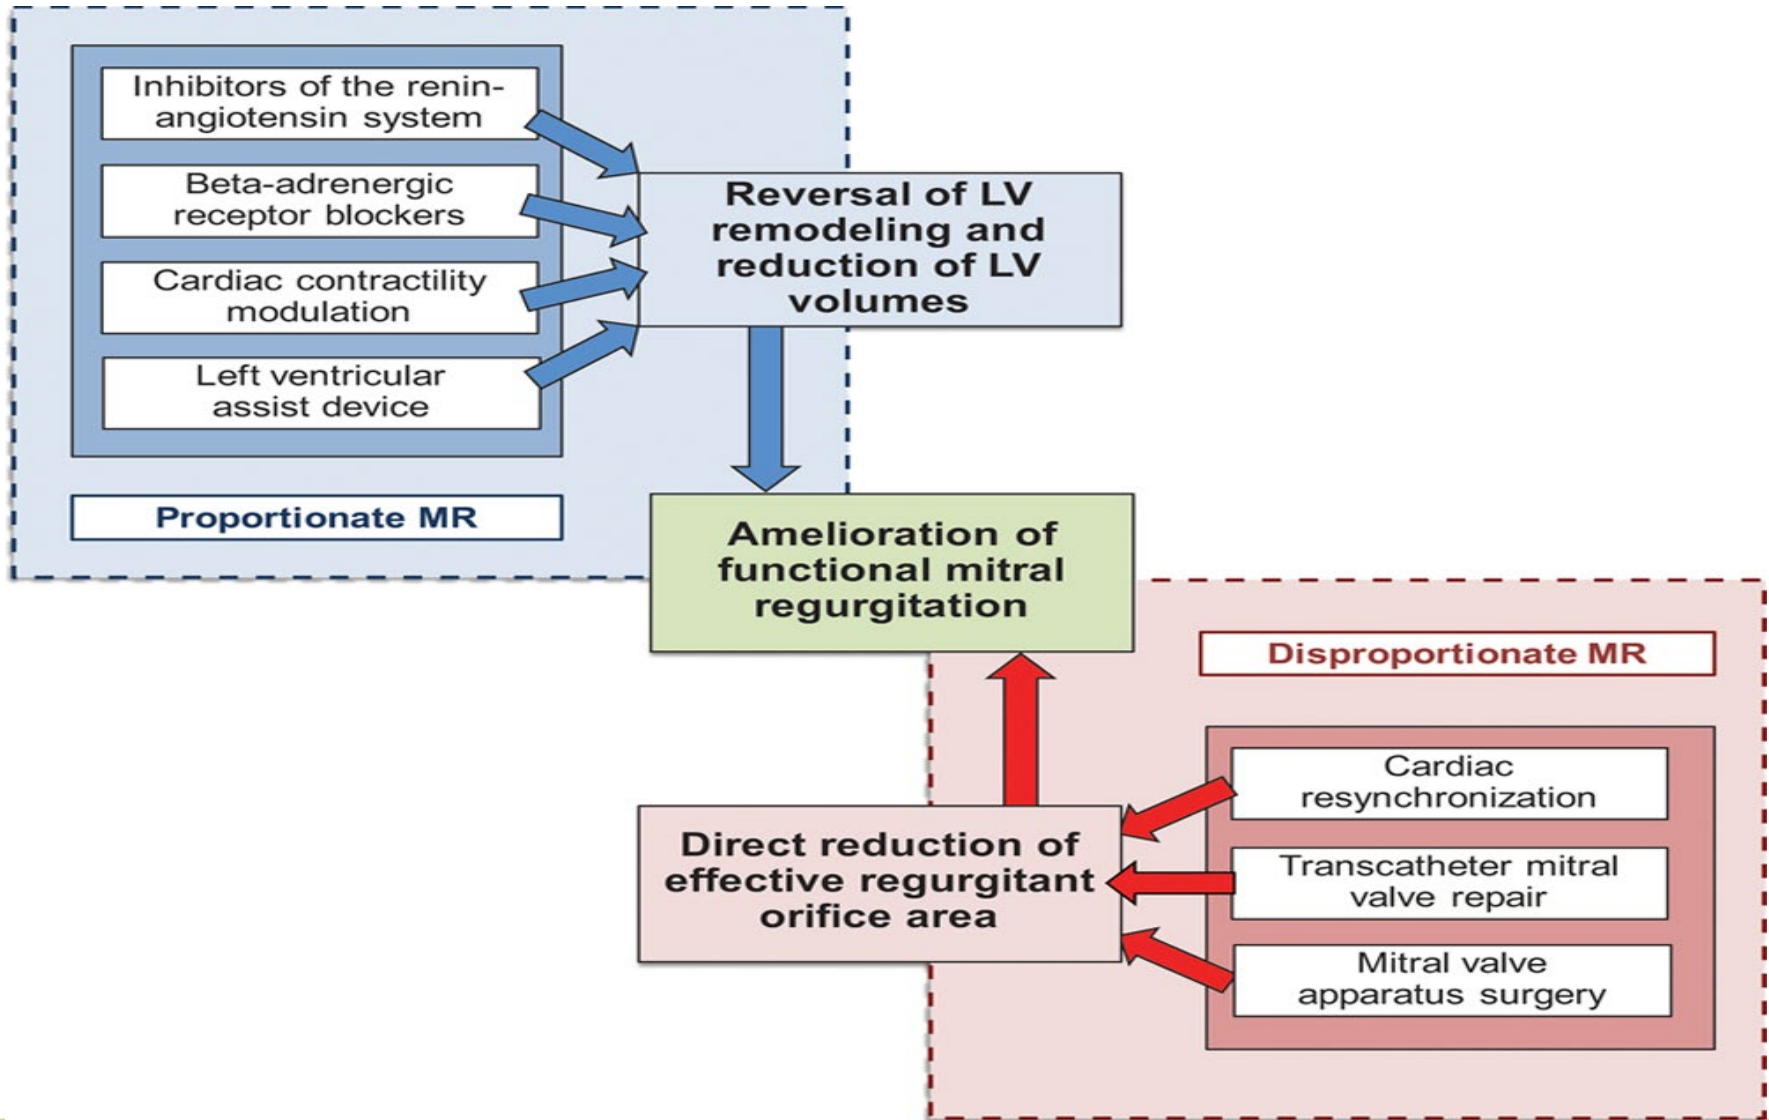 Inhibitors of the renin-
angiotensin system
Beta-adrenergic
receptor blockers
Cardiac contractility
modulation
Left ventricular
assist device
Proportionate MR
Reversal of LV
remodeling and
reduction of LV
volumes
Amelioration of
functional mitral
regurgitation
Disproportionate MR
Cardiac
resynchronization
Transcatheter mitral
valve repair
Mitral valve
apparatus surgery
Direct reduction of
effective regurgitant
orifice area